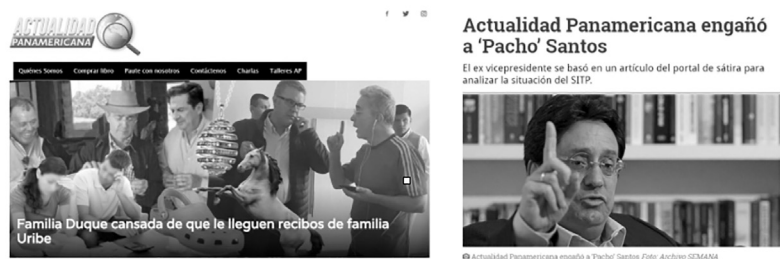 ACTUALIDAD
PANAMERICANA
Quiénes Somos Comprar libro Paute con nosotros Contáctenos Charlas Talleres AP
Familia Duque cansada de que le lleguen recibos de familia
Uribe
Actualidad Panamericana engañó
a ‘Pacho’ Santos
El ex vicepresidente se basó en un artículo del portal de sátira para
analizar la situación del SITP.
Actualidad Panamericana engañó a ‘Pacho’ Santos Foto: Archivo SEMANA